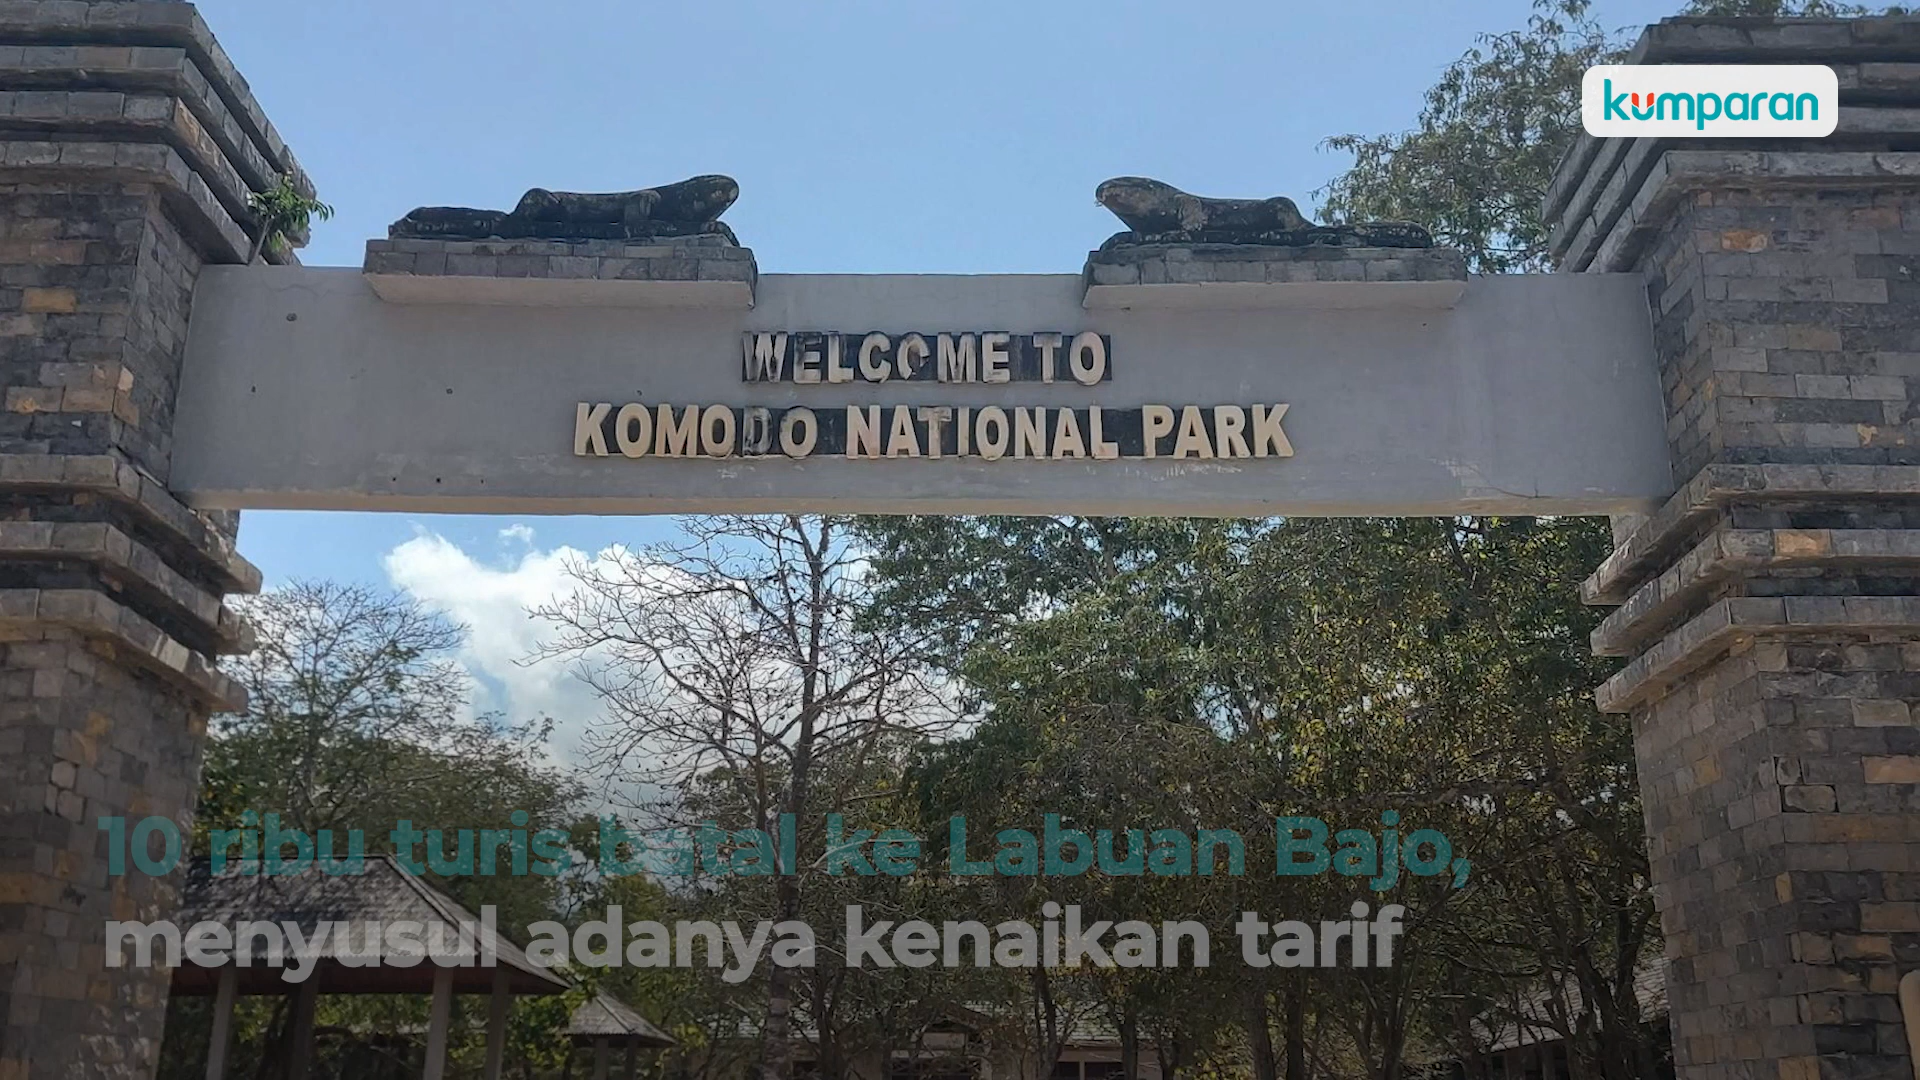 kumparan
WELCOME TO
KOMODO NATIONAL PARK
10 ribu turis batal ke Labuan Bajo,
menyusul adanya kenaikan tarif